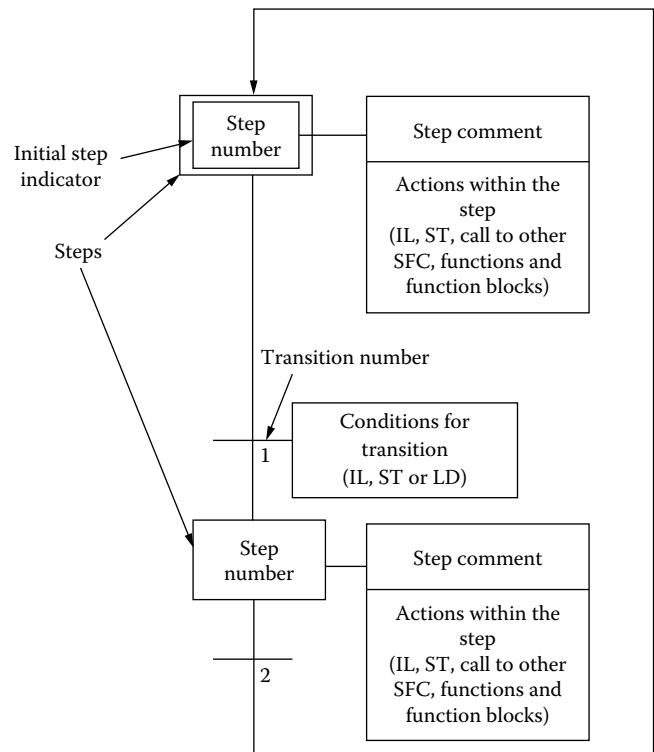 Step
number
Step comment
Initial step
indicator
Actions within the
step
(IL, ST, call to other
SFC, functions and
function blocks)
Steps
Transition number
Conditions for
transition
(IL, ST or LD)
1
Step
number
Step comment
Actions within the
step
(IL, ST, call to other
SFC, functions and
function blocks)
2